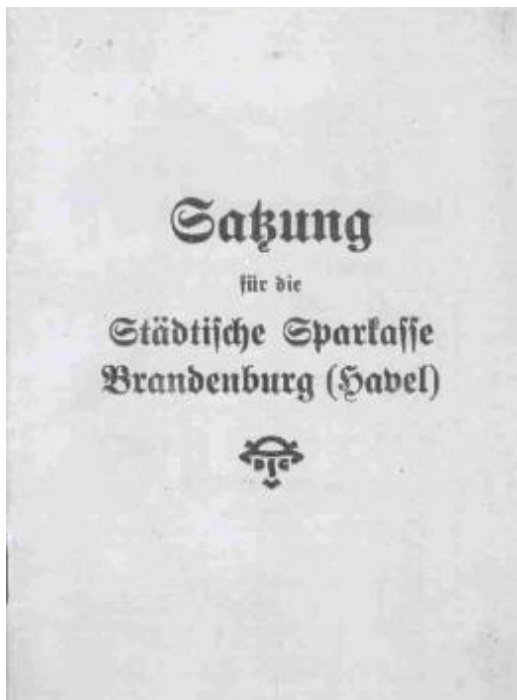 Satzung
für die
Städtische Sparkasse
Brandenburg (Havel)